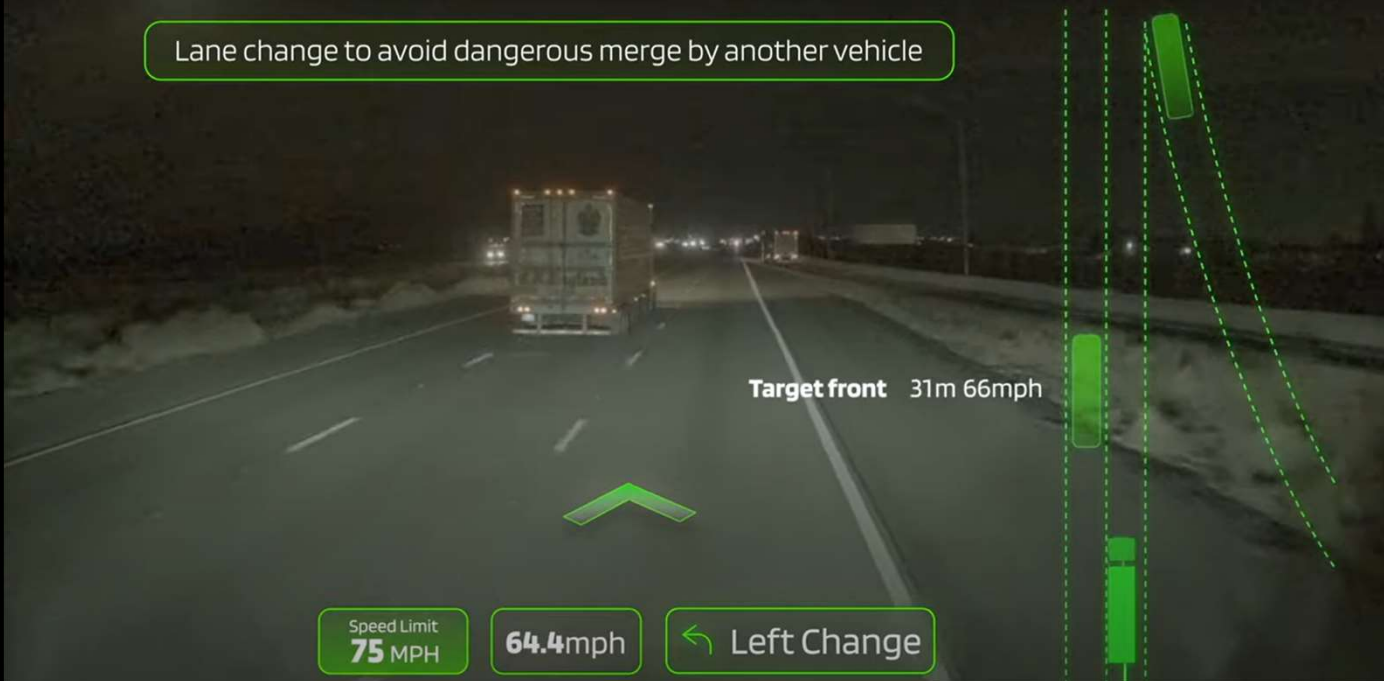 Lane change to avoid dangerous merge by another vehicle
Target front 31m 66mph
Speed Limit
75 MPH
64.4mph
Left Change